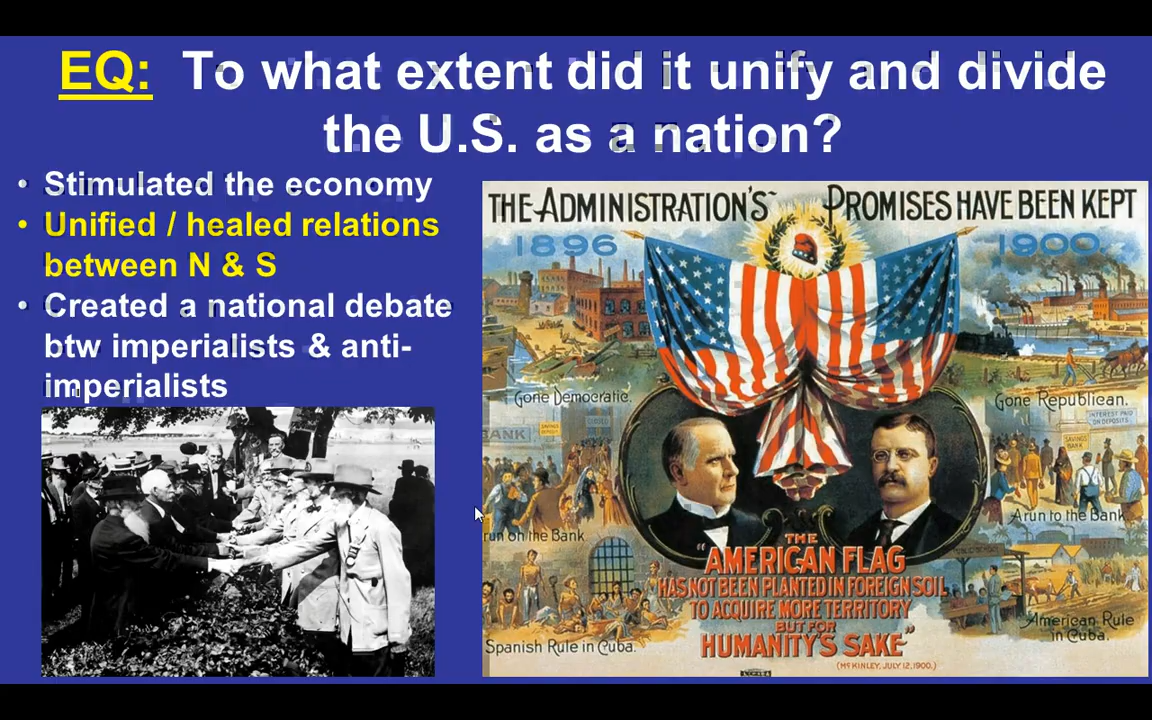 EQ: To what extent did it unify and divide
the U.S. as a nation?
• Stimulated the economy
• Unified / healed relations
between N & S
• Created a national debate
btw imperialists & anti-
imperialists
THE ADMINISTRATION'S PROMISES HAVE BEEN KEPT
1896
1900
Gone Democratic.
Gone Republican.
BANK
INTEREST PAID
ON DEPOSITS
SAVINGS
BANK
run on the Bank
A run to the Bank
THE
"AMERICAN FLAG
HAS NOT BEEN PLANTED IN FOREIGN SOIL
TO ACQUIRE MORE TERRITORY
BUT FOR
HUMANITY'S SAKE"
(McKINLEY, JULY 12, 1900.)
Spanish Rule in Cuba.
American Rule
in Cuba.